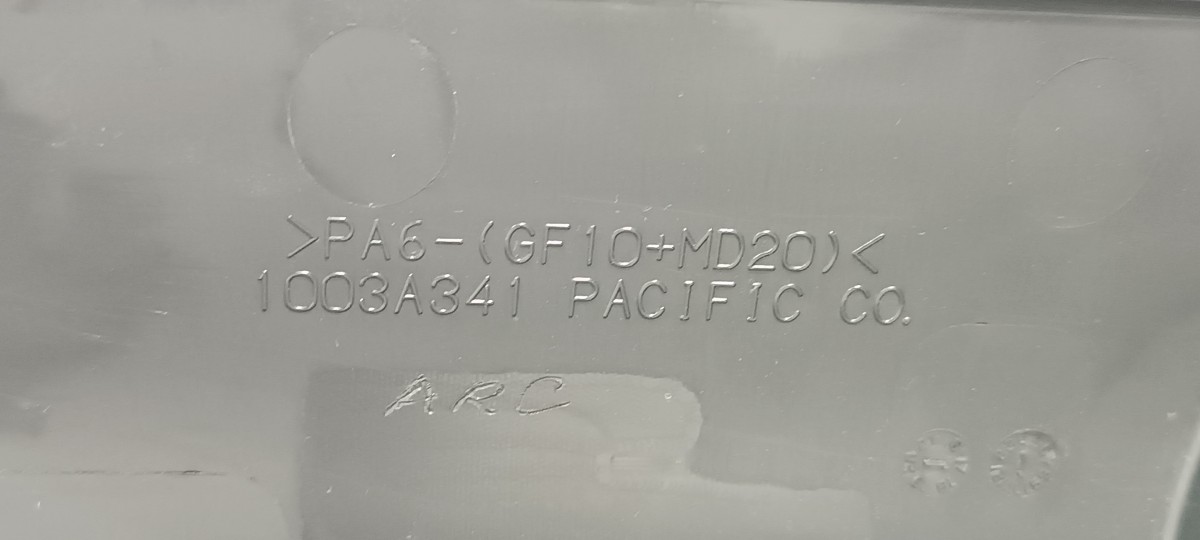 >PA6-(GF10+MD20)<
1003A341 PACIFIC CO.
ARC